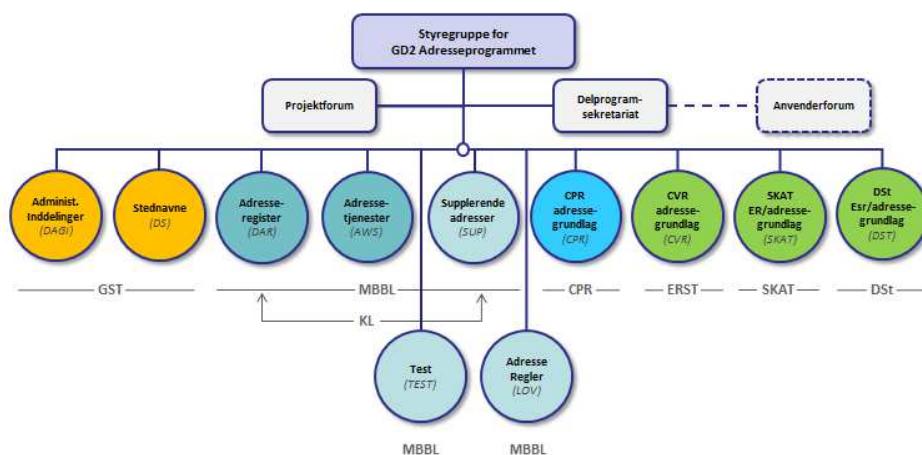 Styregruppe for
GD2 Adresseprogrammet
Projektforum
Delprogram-
sekretariat
Anvenderforum
Administ.
Inddelinger
(DAGI)
Stednavne
(DS)
Adresse-
register
(DAR)
Adresse-
tjenester
(AWS)
Supplerende
adresser
(SUP)
CPR
adresse-
grundlag
(CPR)
CVR
adresse-
grundlag
(CVR)
SKAT
ER/adresse-
grundlag
(SKAT)
DSt
Esr/adresse-
grundlag
(DST)
GST
MBBL
CPR
ERST
SKAT
DSt
KL
Test
(TEST)
Adresse
Regler
(LOV)
MBBL
MBBL